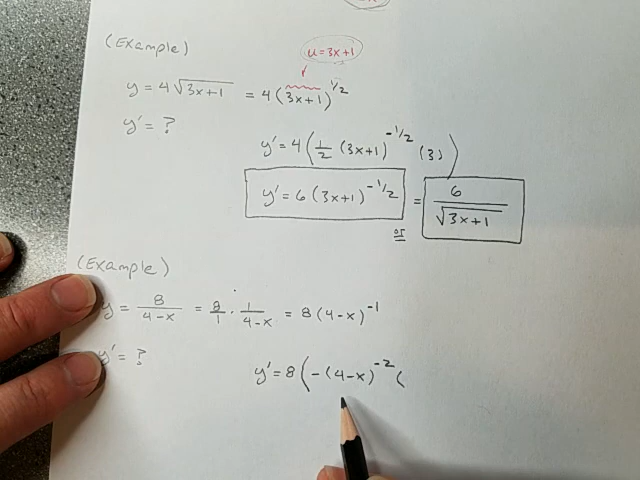 (Example)
u=3x+1
y = 4√(3x+1) = 4(3x+1)^1/2
y' = ?
y' = 4(1/2 (3x+1)^-1/2 (3))
y' = 6(3x+1)^-1/2 = 6/√(3x+1)
or
(Example)
y = 8/(4-x) = 8/1 · 1/(4-x) = 8(4-x)^-1
y' = ?
y' = 8(-(4-x)^-2 (